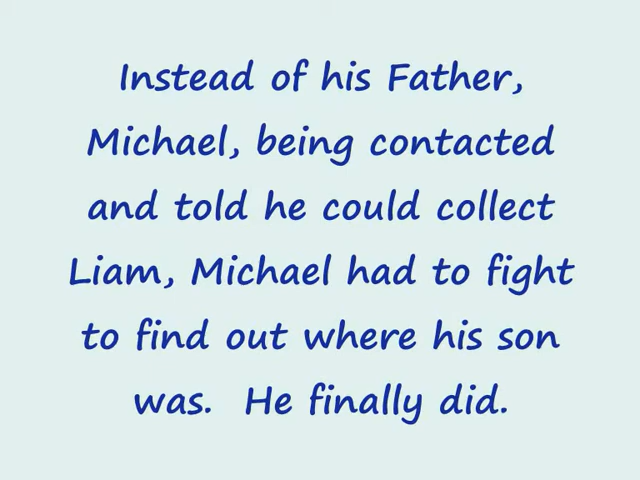 Instead of his Father,
Michael, being contacted
and told he could collect
Liam, Michael had to fight
to find out where his son
was.  He finally did.